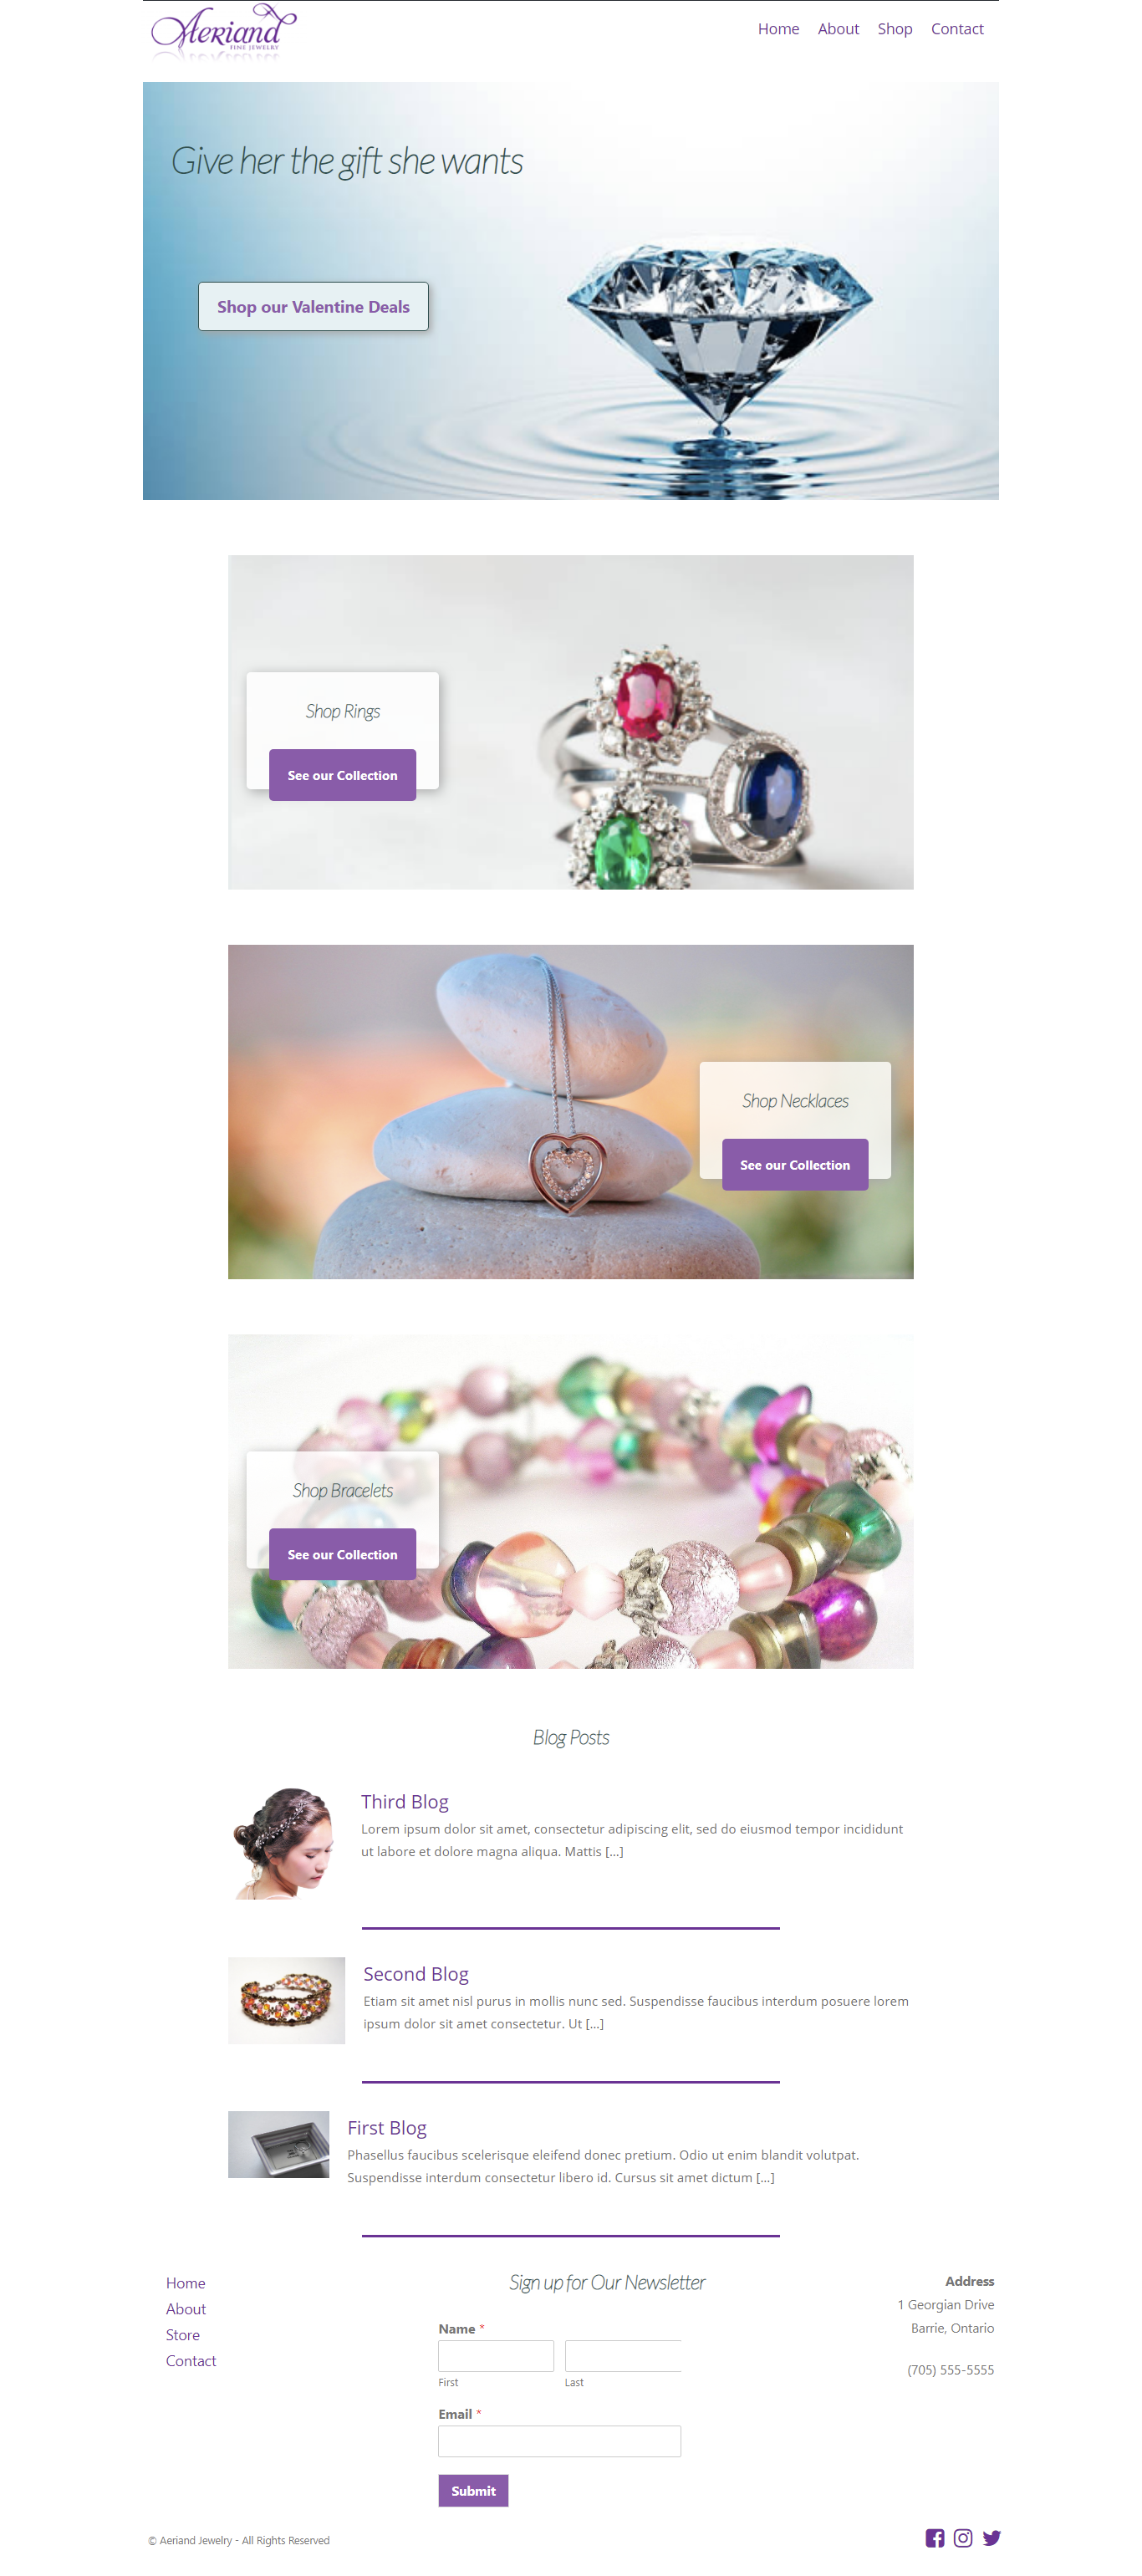 Aeriand
FINE JEWELRY
Home About Shop Contact
Give her the gift she wants
Shop our Valentine Deals
Shop Rings
See our Collection
Shop Necklaces
See our Collection
Shop Bracelets
See our Collection
Blog Posts
Third Blog
Lorem ipsum dolor sit amet, consectetur adipiscing elit, sed do eiusmod tempor incididunt
ut labore et dolore magna aliqua. Mattis [...]
Second Blog
Etiam sit amet nisl purus in mollis nunc sed. Suspendisse faucibus interdum posuere lorem
ipsum dolor sit amet consectetur. Ut [...]
First Blog
Phasellus faucibus scelerisque eleifend donec pretium. Odio ut enim blandit volutpat.
Suspendisse interdum consectetur libero id. Cursus sit amet dictum [...]
Home
About
Store
Contact
Sign up for Our Newsletter
Name *
First Last
Email *
Submit
Address
1 Georgian Drive
Barrie, Ontario
(705) 555-5555
© Aeriand Jewelry - All Rights Reserved